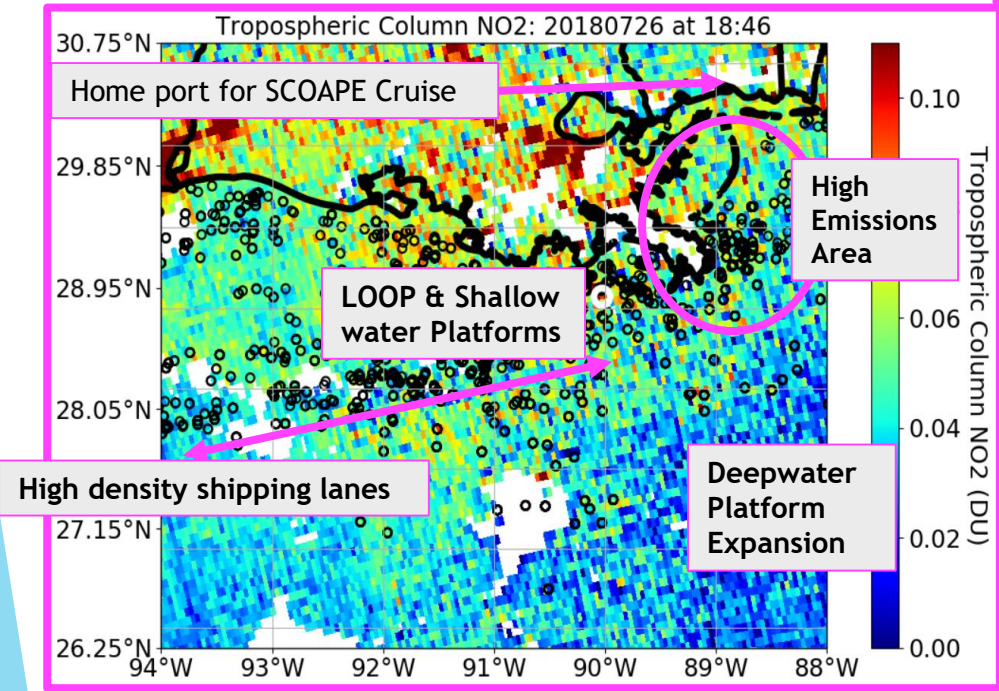 Tropospheric Column NO2: 20180726 at 18:46
30.75°N
Home port for SCOAPE Cruise
0.10
29.85°N
High
Emissions
Area
28.95°N
LOOP & Shallow
water Platforms
0.06
28.05°N
0.04
High density shipping lanes
Deepwater
Platform
Expansion
27.15°N
0.02
26.25°N
0.00
94°W
93°W
92°W
91°W
90°W
89°W
88°W
Tropospheric Column NO2 (DU)